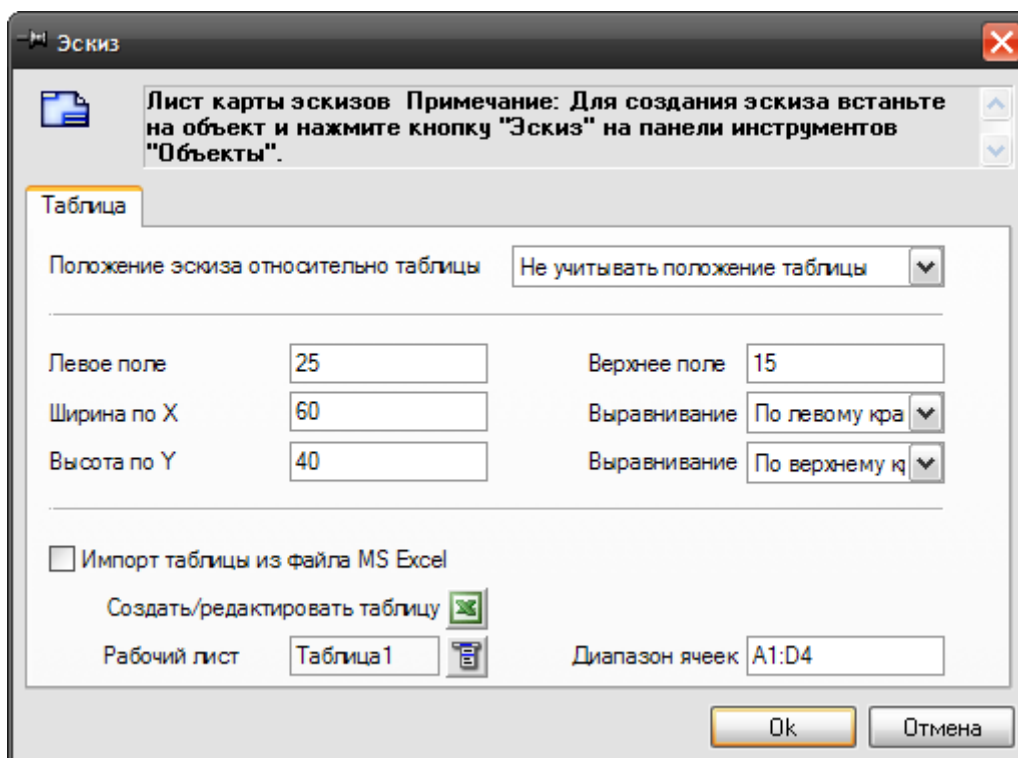 Эскиз
Лист карты эскизов Примечание: Для создания эскиза встаньте
на объект и нажмите кнопку "Эскиз" на панели инструментов
"Объекты".
Таблица
Положение эскиза относительно таблицы Не учитывать положение таблицы
Левое поле 25 Верхнее поле 15
Ширина по X 60 Выравнивание По левому кра
Высота по Y 40 Выравнивание По верхнему к
Импорт таблицы из файла MS Excel
Создать/редактировать таблицу
Рабочий лист Таблица1 Диапазон ячеек A1:D4
Ok Отмена